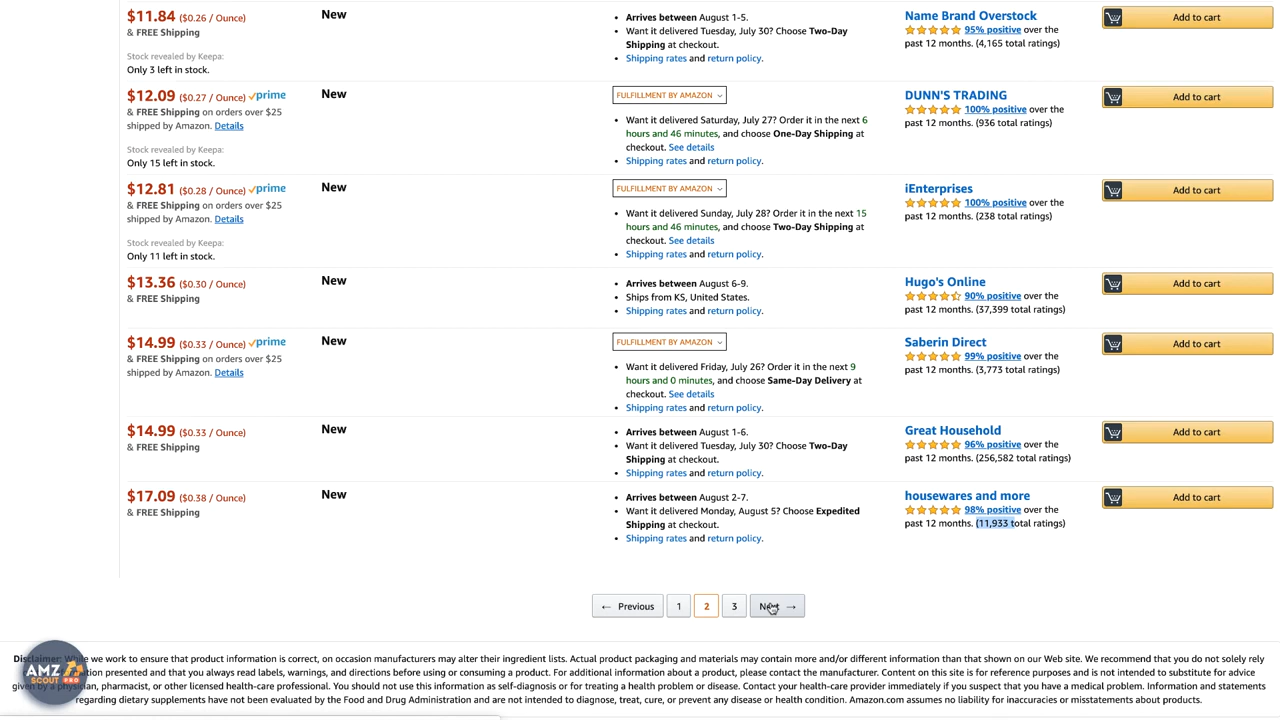 $11.84 ($0.26 / Ounce)
& FREE Shipping
Stock revealed by Keepa:
Only 3 left in stock.
New
• Arrives between August 1-5.
• Want it delivered Tuesday, July 30? Choose Two-Day
Shipping at checkout.
• Shipping rates and return policy.
Name Brand Overstock
95% positive over the
past 12 months. (4,165 total ratings)
Add to cart
$12.09 ($0.27 / Ounce) prime
& FREE Shipping on orders over $25
shipped by Amazon. Details
Stock revealed by Keepa:
Only 15 left in stock.
New
FULFILLMENT BY AMAZON
• Want it delivered Saturday, July 27? Order it in the next 6
hours and 46 minutes, and choose One-Day Shipping at
checkout. See details
• Shipping rates and return policy.
DUNN'S TRADING
100% positive over the
past 12 months. (936 total ratings)
Add to cart
$12.81 ($0.28 / Ounce) prime
& FREE Shipping on orders over $25
shipped by Amazon. Details
Stock revealed by Keepa:
Only 11 left in stock.
New
FULFILLMENT BY AMAZON
• Want it delivered Sunday, July 28? Order it in the next 15
hours and 46 minutes, and choose Two-Day Shipping at
checkout. See details
• Shipping rates and return policy.
iEnterprises
100% positive over the
past 12 months. (238 total ratings)
Add to cart
$13.36 ($0.30 / Ounce)
& FREE Shipping
New
• Arrives between August 6-9.
• Ships from KS, United States.
• Shipping rates and return policy.
Hugo's Online
90% positive over the
past 12 months. (37,399 total ratings)
Add to cart
$14.99 ($0.33 / Ounce) prime
& FREE Shipping on orders over $25
shipped by Amazon. Details
New
FULFILLMENT BY AMAZON
• Want it delivered Friday, July 26? Order it in the next 9
hours and 0 minutes, and choose Same-Day Delivery at
checkout. See details
• Shipping rates and return policy.
Saberin Direct
99% positive over the
past 12 months. (3,773 total ratings)
Add to cart
$14.99 ($0.33 / Ounce)
& FREE Shipping
New
• Arrives between August 1-6.
• Want it delivered Tuesday, July 30? Choose Two-Day
Shipping at checkout.
• Shipping rates and return policy.
Great Household
96% positive over the
past 12 months. (256,582 total ratings)
Add to cart
$17.09 ($0.38 / Ounce)
& FREE Shipping
New
• Arrives between August 2-7.
• Want it delivered Monday, August 5? Choose Expedited
Shipping at checkout.
• Shipping rates and return policy.
housewares and more
98% positive over the
past 12 months. (11,933 total ratings)
Add to cart
← Previous 1 2 3 Next →
Disclaimer: While we work to ensure that product information is correct, on occasion manufacturers may alter their ingredient lists. Actual product packaging and materials may contain more and/or different information than that shown on our Web site. We recommend that you do not solely rely
presented and that you always read labels, warnings, and directions before using or consuming a product. For additional information about a product, please contact the manufacturer. Content on this site is for reference purposes and is not intended to substitute for advice
given by a physician, pharmacist, or other licensed health-care professional. You should not use this information as self-diagnosis or for treating a health problem or disease. Contact your health-care provider immediately if you suspect that you have a medical problem. Information and statements
regarding dietary supplements have not been evaluated by the Food and Drug Administration and are not intended to diagnose, treat, cure, or prevent any disease or health condition. Amazon.com assumes no liability for inaccuracies or misstatements about products.
AMZ
SCOUT PRO